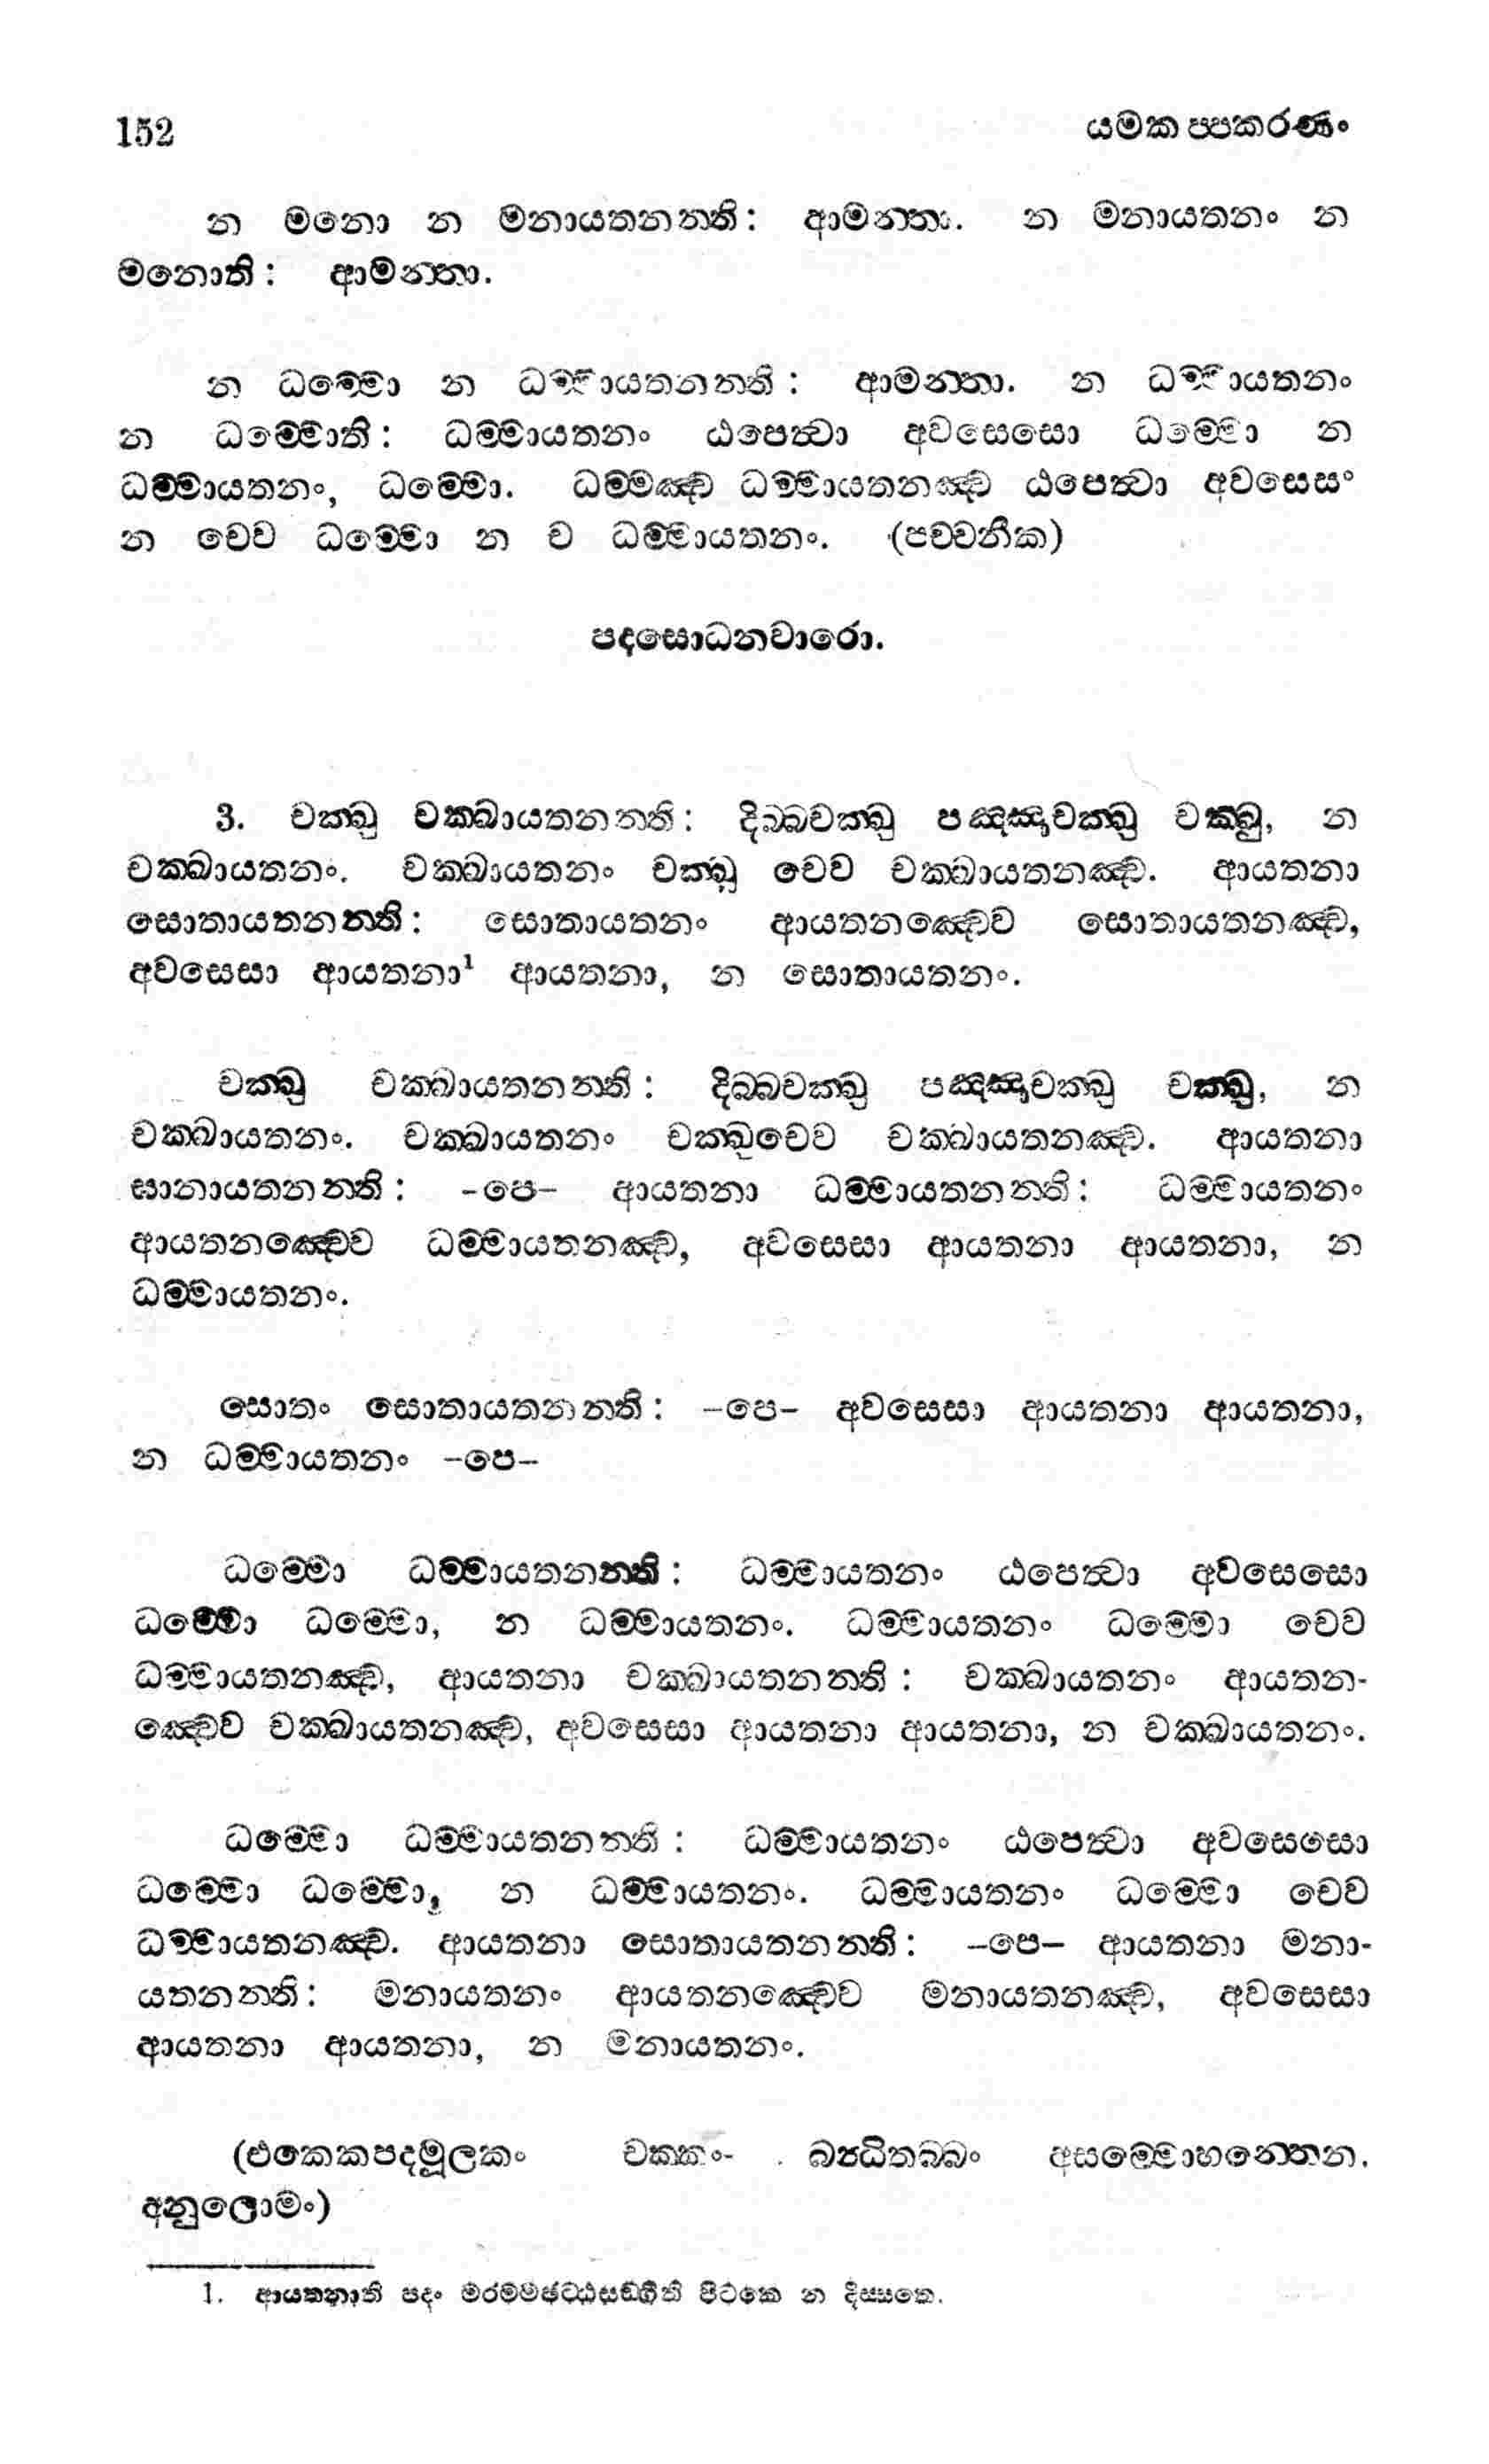 152 යමකප්පකරණං
න මනො න මනායතනන්ති: ආමන්තා. න මනායතනං න
මනොති: ආමන්තා.
න ධම්මො න ධම්මායතනන්ති: ආමන්තා. න ධම්මායතනං
න ධම්මොති: ධම්මායතනං ඨපෙත්වා අවසෙසො ධම්මො න
ධම්මායතනං, ධම්මො. ධම්මඤ්ච ධම්මායතනඤ්ච ඨපෙත්වා අවසෙසං
න චෙව ධම්මො න ච ධම්මායතනං. (පච්චනීක)
පදසොධනවාරො.
3. චක්ඛු චක්ඛායතනන්ති: දිබ්බචක්ඛු පඤ්ඤාචක්ඛු චක්ඛු, න
චක්ඛායතනං. චක්ඛායතනං චක්ඛු චෙව චක්ඛායතනඤ්ච. ආයතනා
සොතායතනන්ති: සොතායතනං ආයතනඤ්චෙව සොතායතනඤ්ච,
අවසෙසා ආයතනා¹ ආයතනා, න සොතායතනං.
චක්ඛු චක්ඛායතනන්ති: දිබ්බචක්ඛු පඤ්ඤාචක්ඛු චක්ඛු, න
චක්ඛායතනං. චක්ඛායතනං චක්ඛුචෙව චක්ඛායතනඤ්ච. ආයතනා
ඝානායතනන්ති: -පෙ- ආයතනා ධම්මායතනන්ති: ධම්මායතනං
ආයතනඤ්චෙව ධම්මායතනඤ්ච, අවසෙසා ආයතනා ආයතනා, න
ධම්මායතනං.
සොතං සොතායතනන්ති: -පෙ- අවසෙසා ආයතනා ආයතනා,
න ධම්මායතනං -පෙ-
ධම්මො ධම්මායතනන්ති: ධම්මායතනං ඨපෙත්වා අවසෙසො
ධම්මො ධම්මො, න ධම්මායතනං. ධම්මායතනං ධම්මො චෙව
ධම්මායතනඤ්ච, ආයතනා චක්ඛායතනන්ති: චක්ඛායතනං ආයතන-
ඤ්චෙව චක්ඛායතනඤ්ච, අවසෙසා ආයතනා ආයතනා, න චක්ඛායතනං.
ධම්මො ධම්මායතනන්ති: ධම්මායතනං ඨපෙත්වා අවසෙසො
ධම්මො ධම්මො, න ධම්මායතනං. ධම්මායතනං ධම්මො චෙව
ධම්මායතනඤ්ච. ආයතනා සොතායතනන්ති: -පෙ- ආයතනා මනා-
යතනන්ති: මනායතනං ආයතනඤ්චෙව මනායතනඤ්ච, අවසෙසා
ආයතනා ආයතනා, න මනායතනං.
(එකෙකපදමූලකං චක්කං- බන්ධිතබ්බං අසම්මොහන්තෙන.
අනුලොමං)
1. ආයතනාති පදං මරම්මඡට්ඨසඞ්ගීති පිටකෙ න දිස්සතෙ.